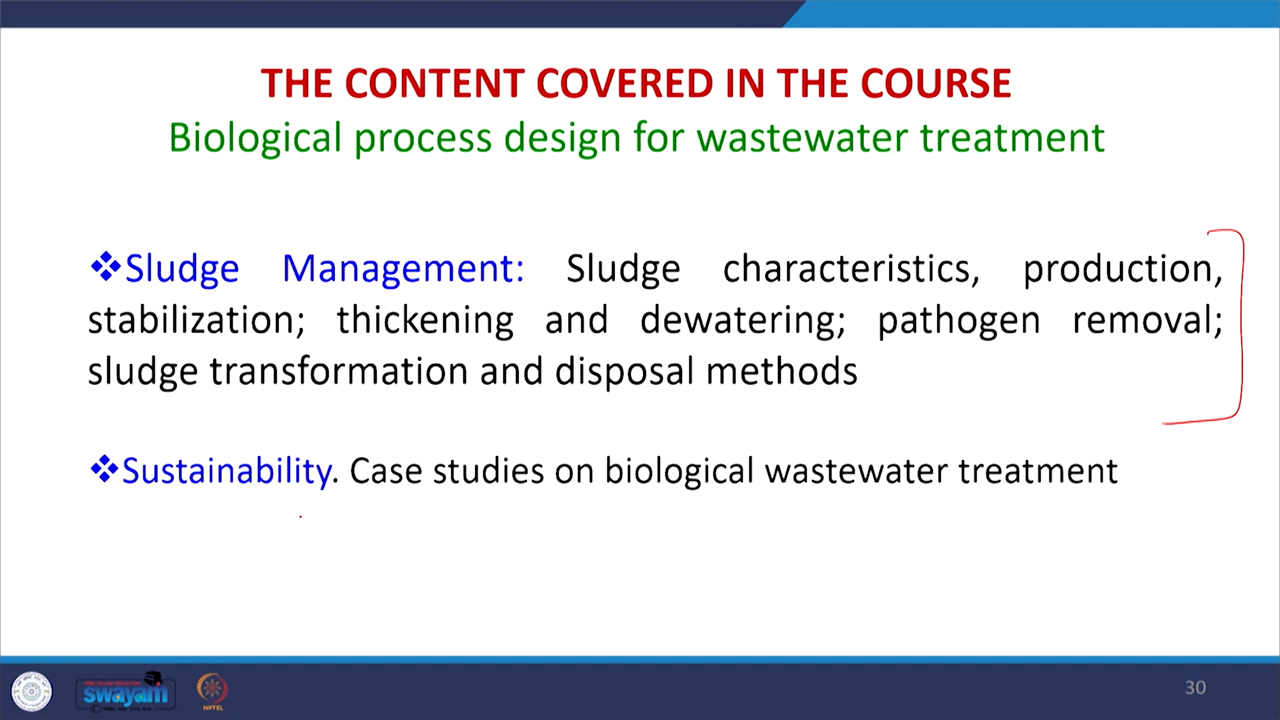 THE CONTENT COVERED IN THE COURSE
Biological process design for wastewater treatment
❖Sludge Management: Sludge characteristics, production,
stabilization; thickening and dewatering; pathogen removal;
sludge transformation and disposal methods
❖Sustainability. Case studies on biological wastewater treatment
swayam
NPTEL
30